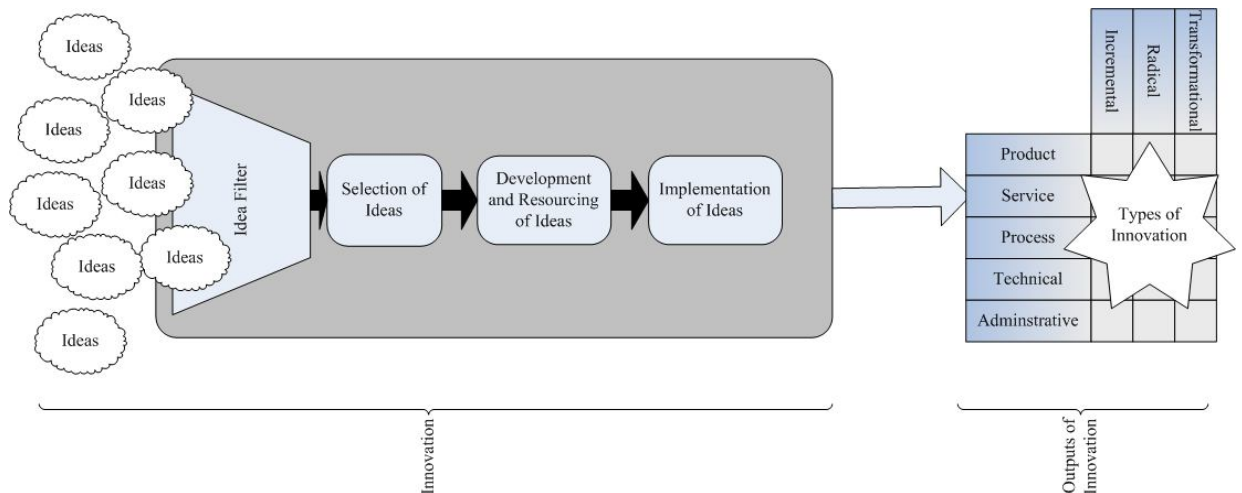 Ideas
Ideas
Ideas
Ideas
Ideas
Ideas
Ideas
Ideas
Idea Filter
Selection of
Ideas
Development
and Resourcing
of Ideas
Implementation
of Ideas
Incremental
Radical
Transformational
Product
Service
Process
Technical
Adminstrative
Types of
Innovation
Innovation
Outputs of
Innovation